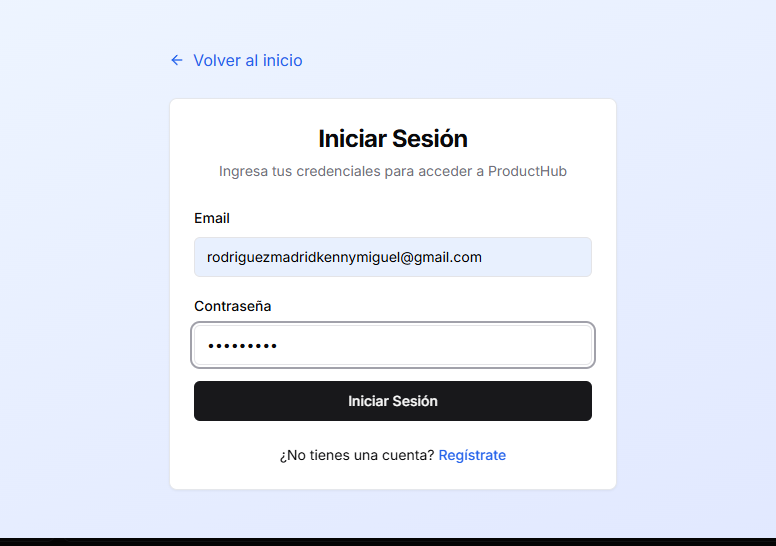 ← Volver al inicio
Iniciar Sesión
Ingresa tus credenciales para acceder a ProductHub
Email
rodriguezmadridkennymiguel@gmail.com
Contraseña
•••••••••
Iniciar Sesión
¿No tienes una cuenta? Regístrate